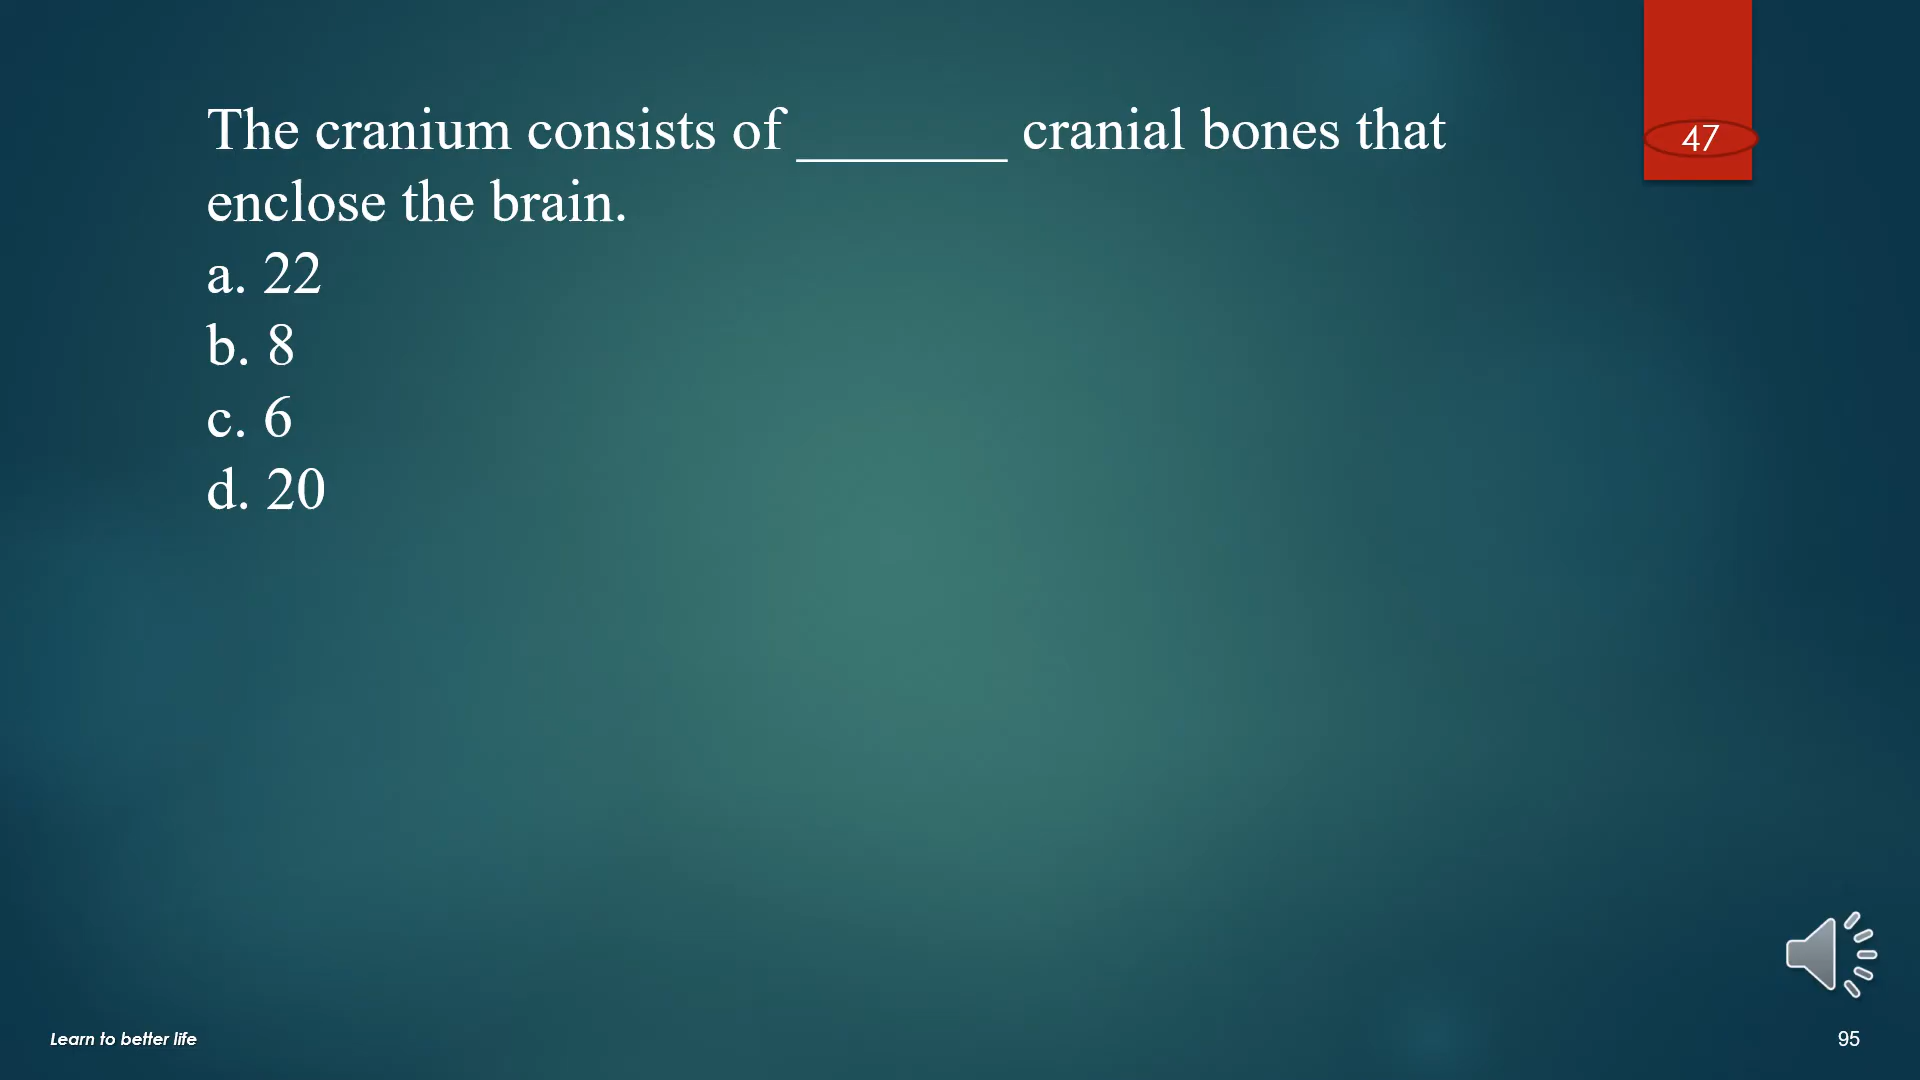 The cranium consists of _______ cranial bones that
enclose the brain.
a. 22
b. 8
c. 6
d. 20
47
Learn to better life
95